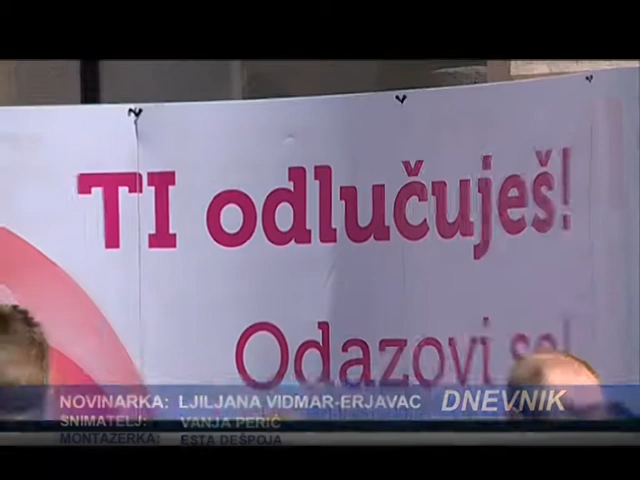 TI odlučuješ!
Odazovi se!
NOVINARKA: LJILJANA VIDMAR-ERJAVAC
DNEVNIK
SNIMATELJ: VANJA PERIĆ
MONTAŽERKA: ESTA DEŠPOJA